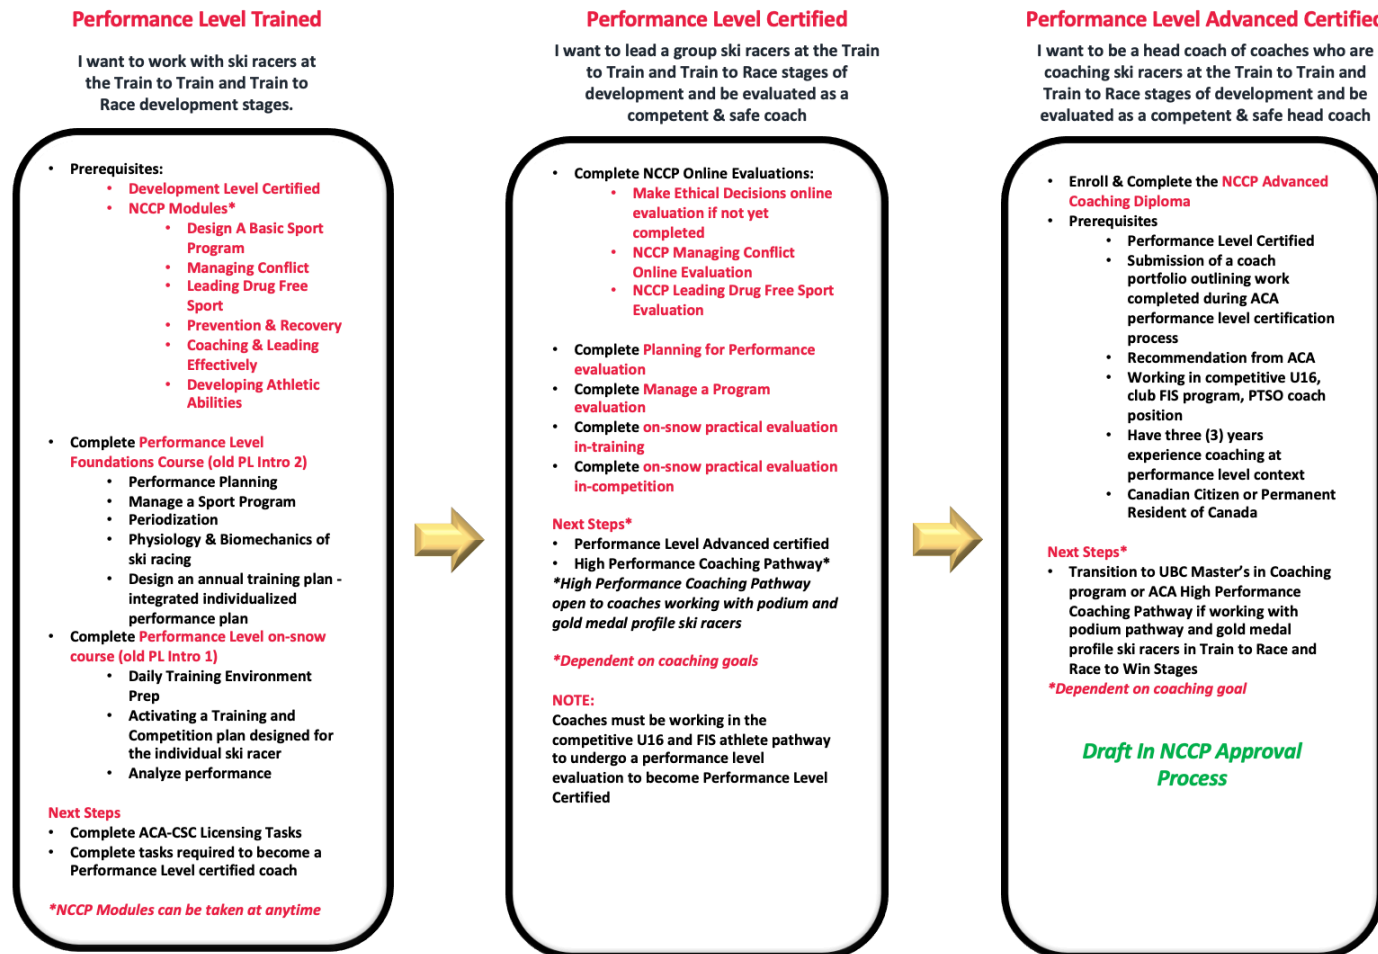 Performance Level Trained
I want to work with ski racers at
the Train to Train and Train to
Race development stages.
• Prerequisites:
• Development Level Certified
• NCCP Modules*
• Design A Basic Sport
Program
• Managing Conflict
• Leading Drug Free
Sport
• Prevention & Recovery
• Coaching & Leading
Effectively
• Developing Athletic
Abilities
• Complete Performance Level
Foundations Course (old PL Intro 2)
• Performance Planning
• Manage a Sport Program
• Periodization
• Physiology & Biomechanics of
ski racing
• Design an annual training plan -
integrated individualized
performance plan
• Complete Performance Level on-snow
course (old PL Intro 1)
• Daily Training Environment
Prep
• Activating a Training and
Competition plan designed for
the individual ski racer
• Analyze performance
Next Steps
• Complete ACA-CSC Licensing Tasks
• Complete tasks required to become a
Performance Level certified coach
*NCCP Modules can be taken at anytime
Performance Level Certified
I want to lead a group ski racers at the Train
to Train and Train to Race stages of
development and be evaluated as a
competent & safe coach
• Complete NCCP Online Evaluations:
• Make Ethical Decisions online
evaluation if not yet
completed
• NCCP Managing Conflict
Online Evaluation
• NCCP Leading Drug Free Sport
Evaluation
• Complete Planning for Performance
evaluation
• Complete Manage a Program
evaluation
• Complete on-snow practical evaluation
in-training
• Complete on-snow practical evaluation
in-competition
Next Steps*
• Performance Level Advanced certified
• High Performance Coaching Pathway*
*High Performance Coaching Pathway
open to coaches working with podium and
gold medal profile ski racers
*Dependent on coaching goals
NOTE:
Coaches must be working in the
competitive U16 and FIS athlete pathway
to undergo a performance level
evaluation to become Performance Level
Certified
Performance Level Advanced Certified
I want to be a head coach of coaches who are
coaching ski racers at the Train to Train and
Train to Race stages of development and be
evaluated as a competent & safe head coach
• Enroll & Complete the NCCP Advanced
Coaching Diploma
• Prerequisites
• Performance Level Certified
• Submission of a coach
portfolio outlining work
completed during ACA
performance level certification
process
• Recommendation from ACA
• Working in competitive U16,
club FIS program, PTSO coach
position
• Have three (3) years
experience coaching at
performance level context
• Canadian Citizen or Permanent
Resident of Canada
Next Steps*
• Transition to UBC Master's in Coaching
program or ACA High Performance
Coaching Pathway if working with
podium pathway and gold medal
profile ski racers in Train to Race and
Race to Win Stages
*Dependent on coaching goal
Draft In NCCP Approval
Process